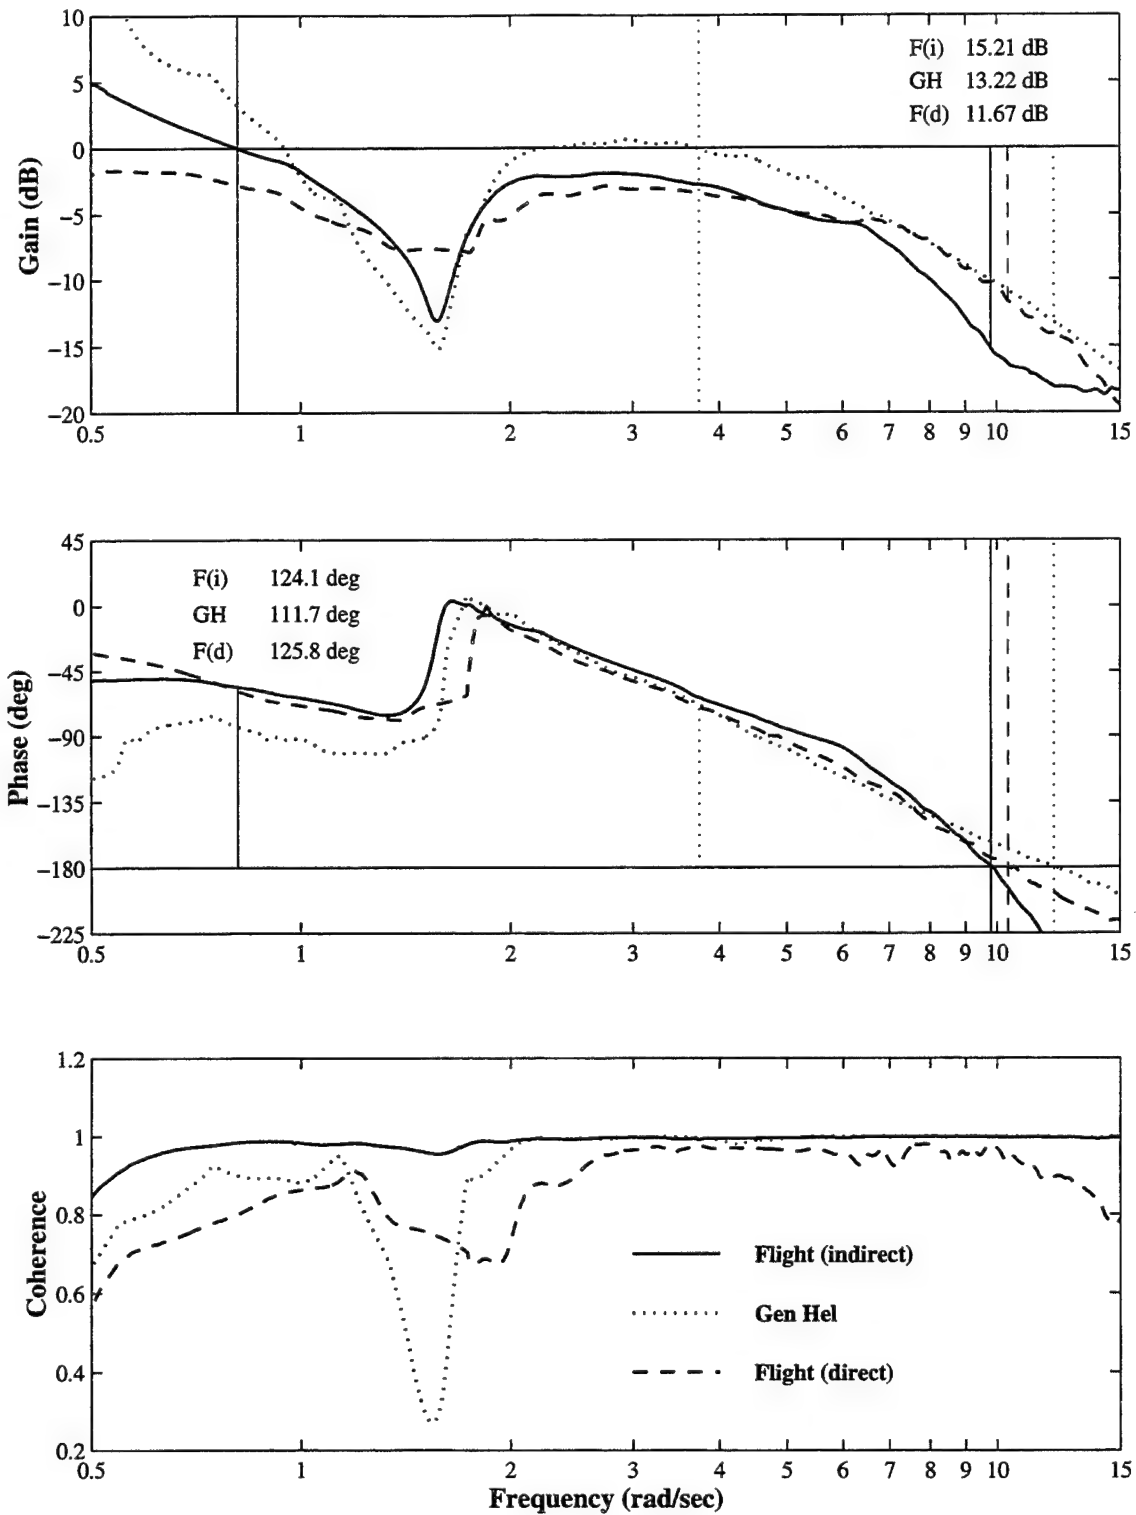 10
5
0
−5
−10
−15
−20
Gain (dB)
F(i) 15.21 dB
GH 13.22 dB
F(d) 11.67 dB
0.5 1 2 3 4 5 6 7 8 9 10 15
45
0
−45
−90
−135
−180
−225
Phase (deg)
F(i) 124.1 deg
GH 111.7 deg
F(d) 125.8 deg
0.5 1 2 3 4 5 6 7 8 9 10 15
1.2
1
0.8
0.6
0.4
0.2
Coherence
Flight (indirect)
Gen Hel
Flight (direct)
0.5 1 2 3 4 5 6 7 8 9 10 15
Frequency (rad/sec)